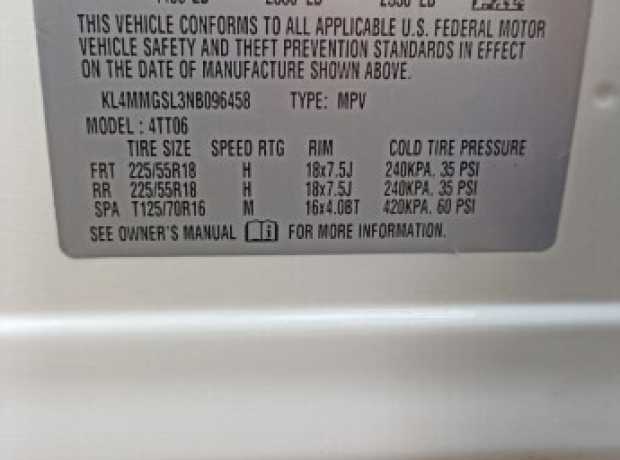 THIS VEHICLE CONFORMS TO ALL APPLICABLE U.S. FEDERAL MOTOR
VEHICLE SAFETY AND THEFT PREVENTION STANDARDS IN EFFECT
ON THE DATE OF MANUFACTURE SHOWN ABOVE.
KL4MMGSL3NB096458 TYPE: MPV
MODEL : 4TT06
TIRE SIZE SPEED RTG RIM COLD TIRE PRESSURE
FRT 225/55R18 H 18x7.5J 240KPA. 35 PSI
RR 225/55R18 H 18x7.5J 240KPA. 35 PSI
SPA T125/70R16 M 16x4.0BT 420KPA. 60 PSI
SEE OWNER'S MANUAL FOR MORE INFORMATION.